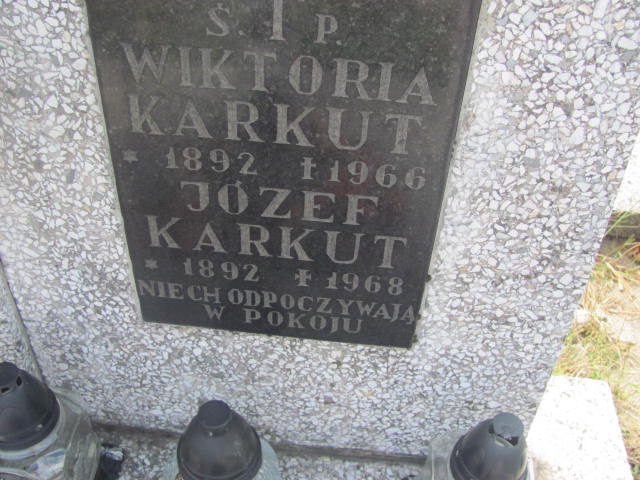 Ś. † P.
WIKTORIA
KARKUT
* 1892 † 1966
JÓZEF
KARKUT
* 1892 † 1968
NIECH ODPOCZYWAJĄ
W POKOJU